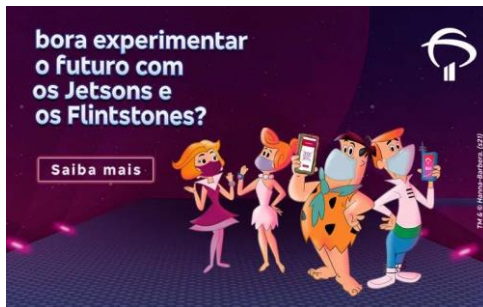 bora experimentar
o futuro com
os Jetsons e
os Flintstones?
Saiba mais
TM & © Hanna-Barbera. (s21)